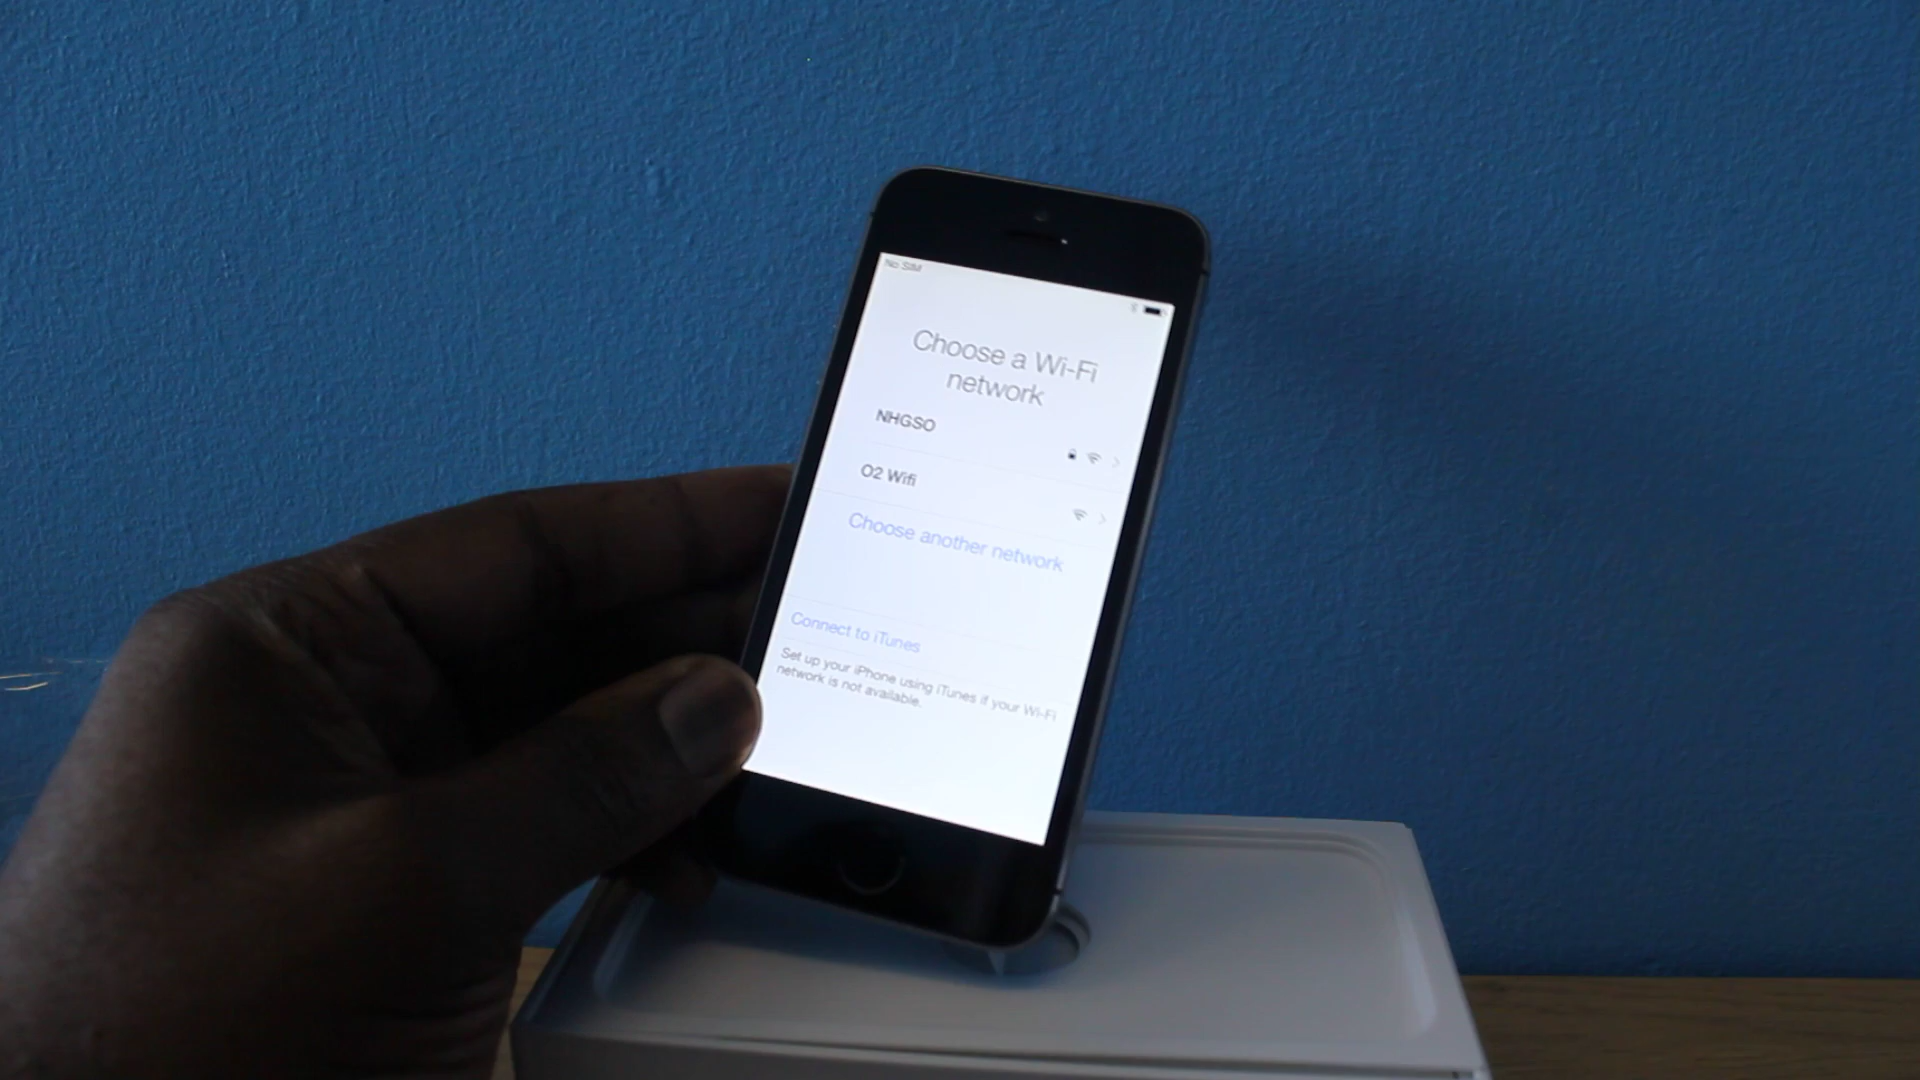 No SIM
Choose a Wi-Fi
network
NHGSO
O2 Wifi
Choose another network
Connect to iTunes
Set up your iPhone using iTunes if your Wi-Fi
network is not available.